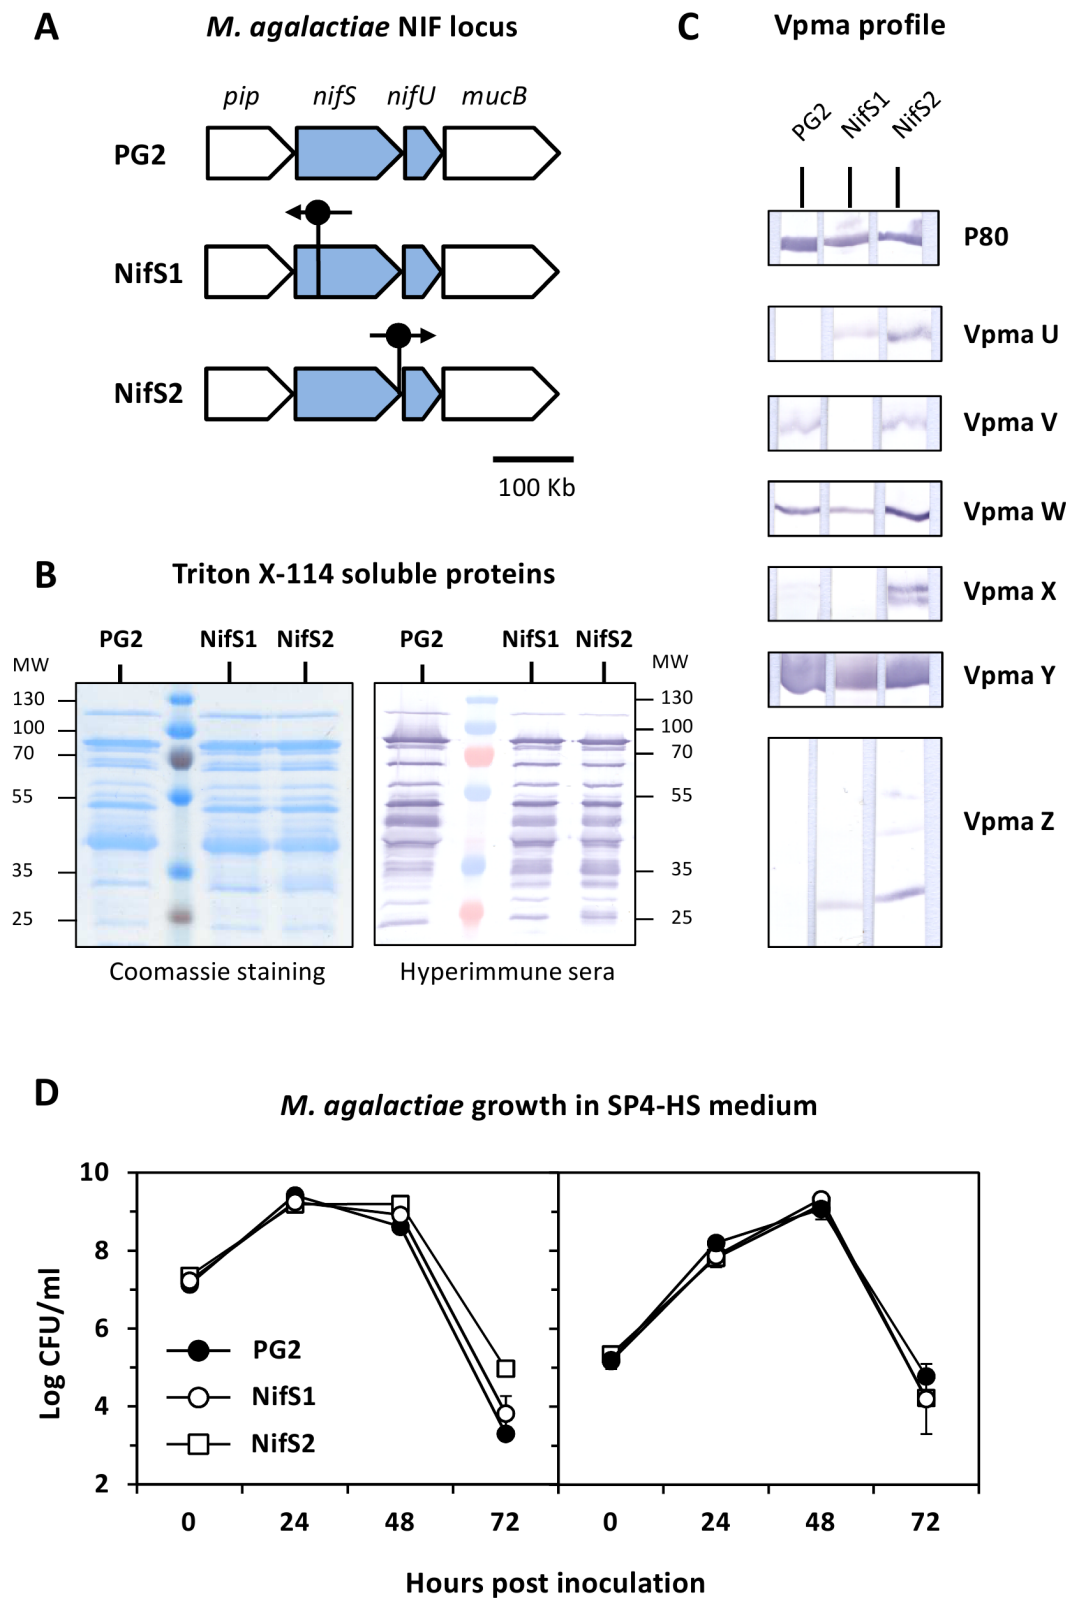 A
M. agalactiae NIF locus
pip nifS nifU mucB
PG2
NifS1
NifS2
100 Kb
B
Triton X-114 soluble proteins
PG2 NifS1 NifS2
MW
130
100
70
55
35
25
Coomassie staining
PG2 NifS1 NifS2
MW
130
100
70
55
35
25
Hyperimmune sera
C
Vpma profile
PG2 NifS1 NifS2
P80
Vpma U
Vpma V
Vpma W
Vpma X
Vpma Y
Vpma Z
D
M. agalactiae growth in SP4-HS medium
Log CFU/ml
10
8
6
4
2
PG2
NifS1
NifS2
0 24 48 72 0 24 48 72
Hours post inoculation